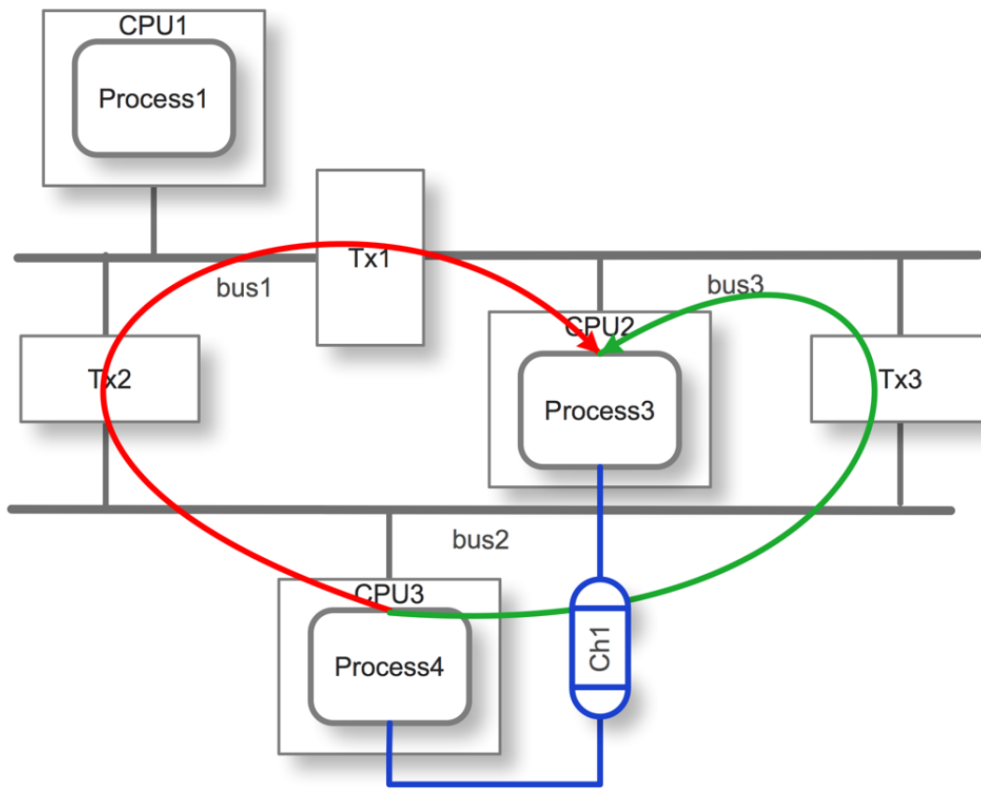 CPU1
Process1
Tx1
bus1
bus3
CPU2
Tx2
Process3
Tx3
bus2
CPU3
Ch1
Process4